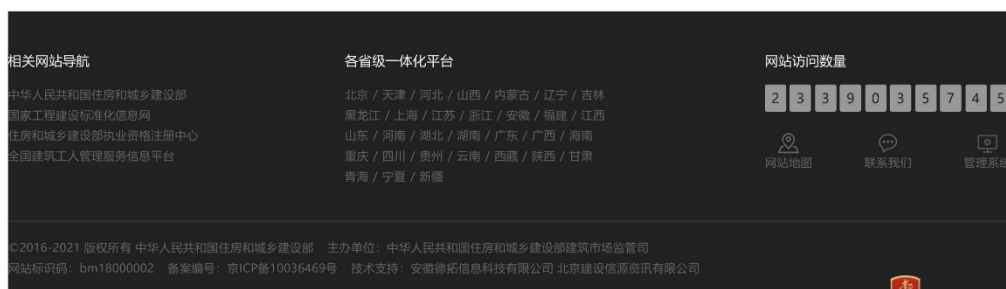 相关网站导航
中华人民共和国住房和城乡建设部
国家工程建设标准化信息网
住房和城乡建设部执业资格注册中心
全国建筑工人管理服务信息平台
各省级一体化平台
北京 / 天津 / 河北 / 山西 / 内蒙古 / 辽宁 / 吉林
黑龙江 / 上海 / 江苏 / 浙江 / 安徽 / 福建 / 江西
山东 / 河南 / 湖北 / 湖南 / 广东 / 广西 / 海南
重庆 / 四川 / 贵州 / 云南 / 西藏 / 陕西 / 甘肃
青海 / 宁夏 / 新疆
网站访问数量
2 3 3 9 0 3 5 7 4 5
网站地图
联系我们
管理系统
©2016-2021 版权所有 中华人民共和国住房和城乡建设部 主办单位：中华人民共和国住房和城乡建设部建筑市场监管司
网站标识码：bm18000002 备案编号：京ICP备10036469号 技术支持：安徽德拓信息科技有限公司 北京建设信源资讯有限公司